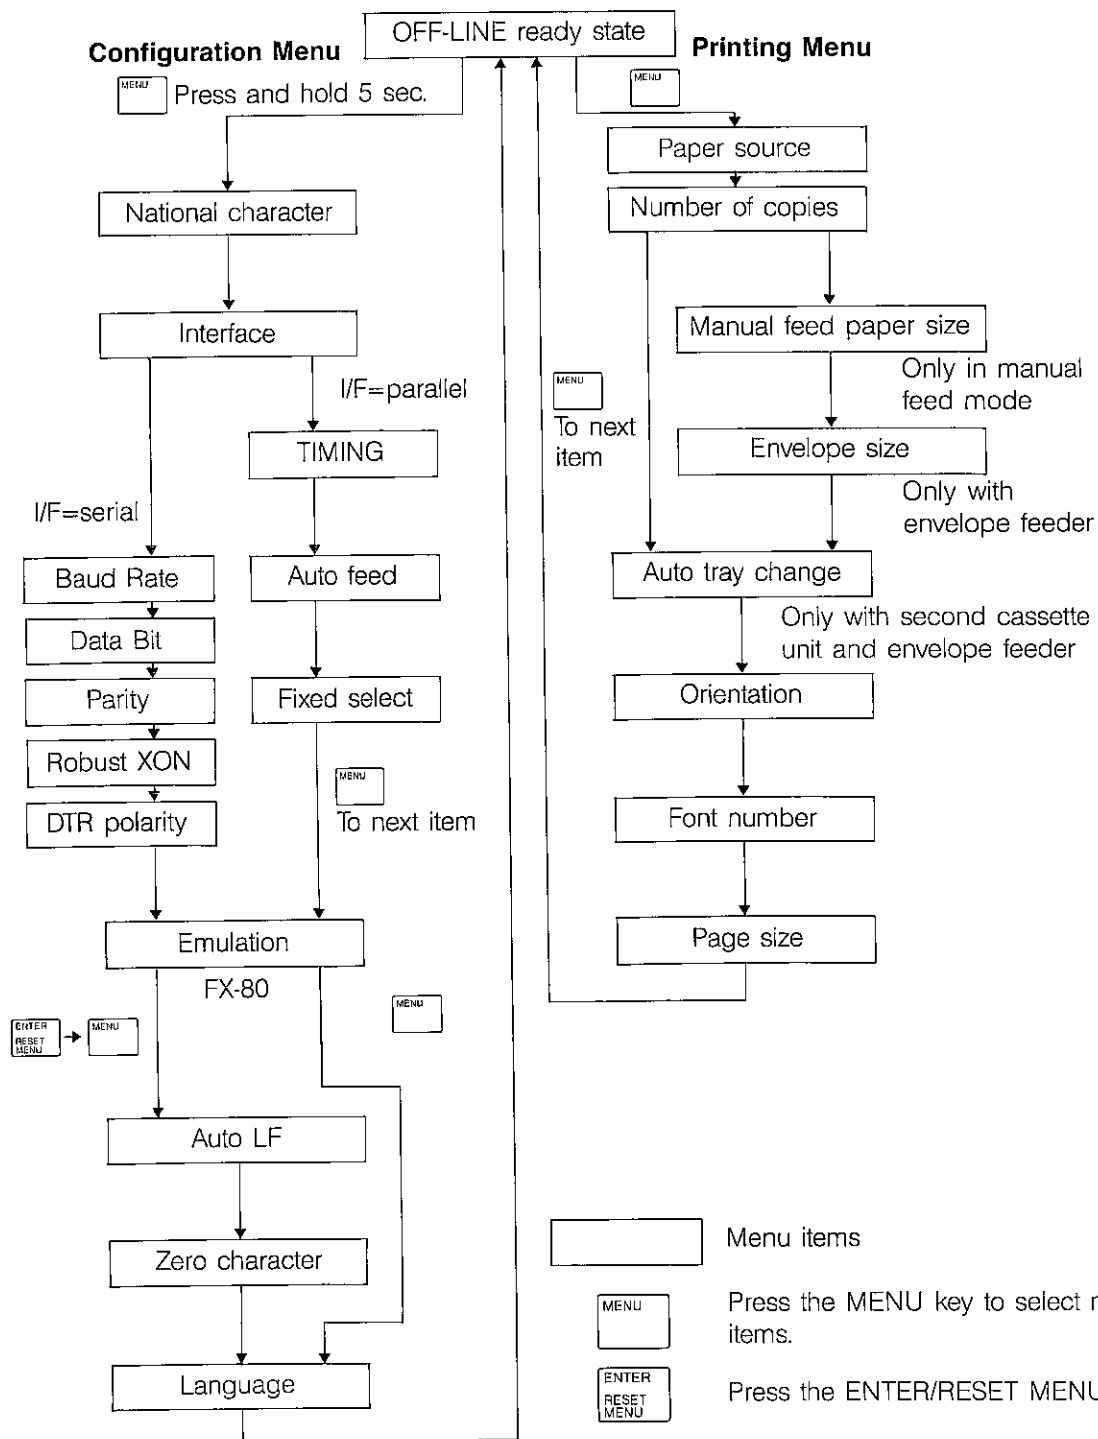 OFF-LINE ready state
Configuration Menu
Printing Menu
MENU
Press and hold 5 sec.
MENU
Paper source
National character
Number of copies
Interface
Manual feed paper size
I/F=parallel
Only in manual
feed mode
MENU
To next
item
TIMING
Envelope size
I/F=serial
Only with
envelope feeder
Baud Rate
Auto feed
Auto tray change
Data Bit
Only with second cassette
unit and envelope feeder
Parity
Fixed select
Orientation
Robust XON
MENU
To next item
DTR polarity
Font number
Emulation
Page size
FX-80
MENU
ENTER
RESET
MENU
MENU
Auto LF
Menu items
Zero character
MENU
Press the MENU key to select
items.
Language
ENTER
RESET
MENU
Press the ENTER/RESET MENU